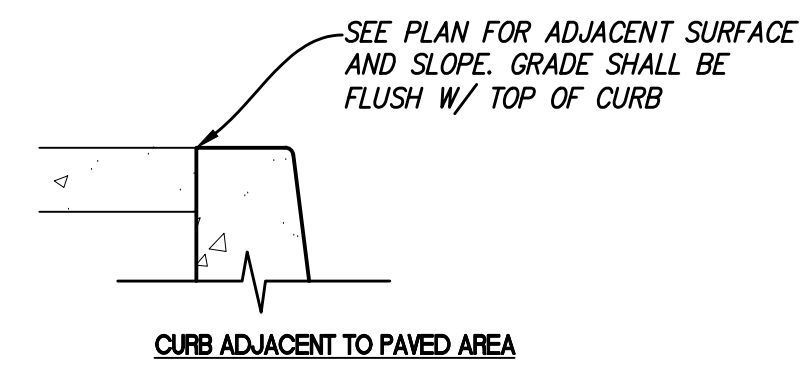 SEE PLAN FOR ADJACENT SURFACE
AND SLOPE. GRADE SHALL BE
FLUSH W/ TOP OF CURB
CURB ADJACENT TO PAVED AREA